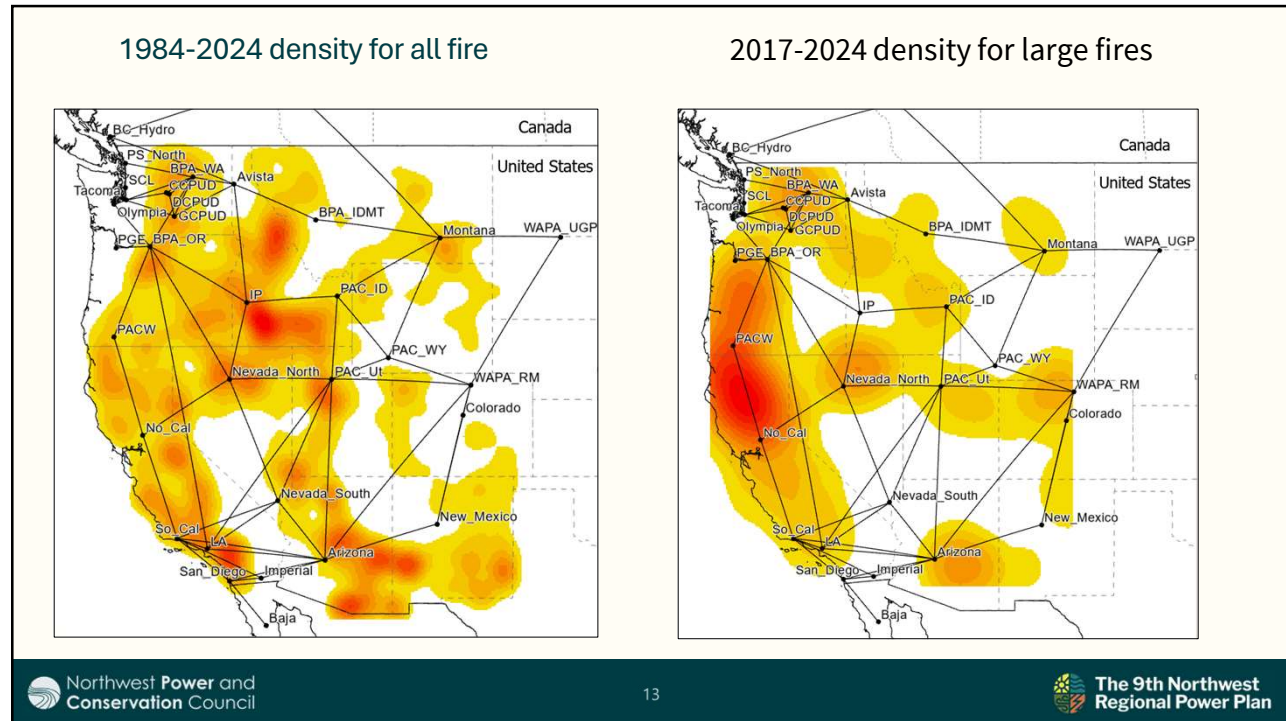 1984-2024 density for all fire
2017-2024 density for large fires
BC_Hydro
Canada
PS_North
United States
BPA_WA
SCL
CCPUD
Avista
Tacoma
DCPUD
Olympia
GCPUD
BPA_IDMT
Montana
WAPA_UGP
PGE
BPA_OR
IP
PAC_ID
PACW
PAC_WY
Nevada_North
PAC_Ut
WAPA_RM
Colorado
No_Cal
Nevada_South
New_Mexico
So_Cal
LA
Arizona
San_Diego
Imperial
Baja
BC_Hydro
Canada
PS_North
United States
BPA_WA
Avista
SCL
CCPUD
Tacoma
DCPUD
Olympia
GCPUD
BPA_IDMT
Montana
WAPA_UGP
PGE
BPA_OR
IP
PAC_ID
PACW
PAC_WY
Nevada_North
PAC_Ut
WAPA_RM
Colorado
No_Cal
Nevada_South
New_Mexico
So_Cal
LA
Arizona
San_Diego
Imperial
Baja
Northwest Power and
Conservation Council
13
The 9th Northwest
Regional Power Plan